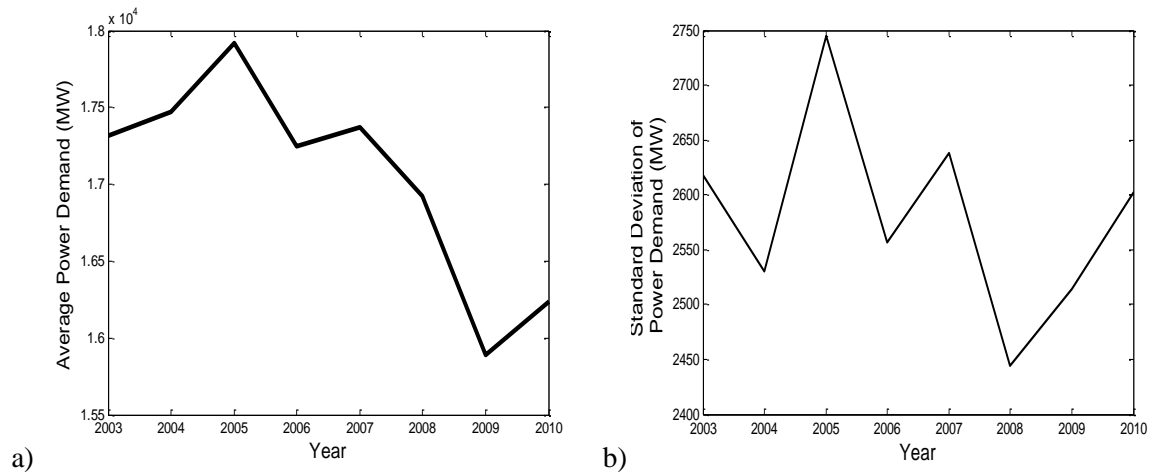 x 10⁴
1.8
1.75
1.7
1.65
1.6
1.55
Average Power Demand (MW)
2003 2004 2005 2006 2007 2008 2009 2010
Year
a)
2750
2700
2650
2600
2550
2500
2450
2400
Standard Deviation of
Power Demand (MW)
2003 2004 2005 2006 2007 2008 2009 2010
Year
b)